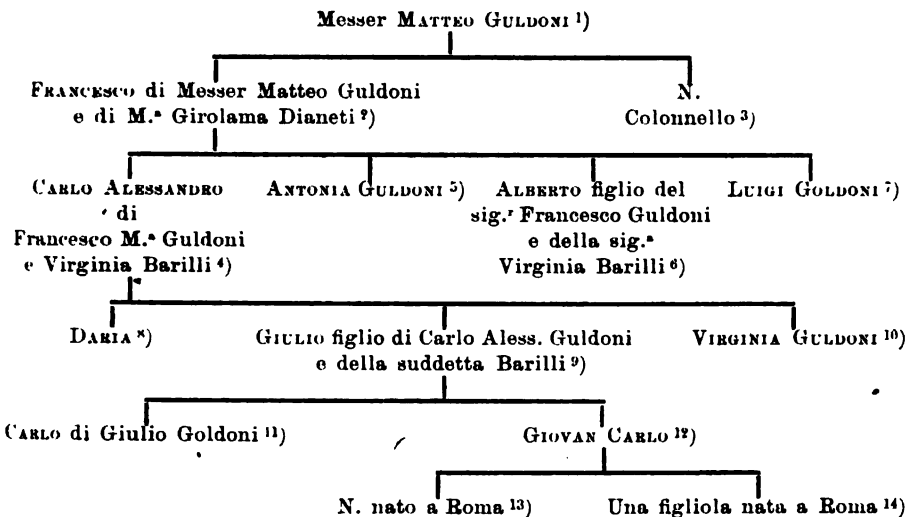 Messer MATTEO GULDONI ¹)
FRANCESCO di Messer Matteo Guldoni
e di M.ª Girolama Dianeti ²)
N.
Colonnello ³)
CARLO ALESSANDRO
di
Francesco M.ª Guldoni
e Virginia Barilli ⁴)
ANTONIA GULDONI ⁵)
ALBERTO figlio del
sig.ʳ Francesco Guldoni
e della sig.ª
Virginia Barilli ⁶)
LUIGI GOLDONI ⁷)
DARIA ⁸)
GIULIO figlio di Carlo Aless. Guldoni
e della suddetta Barilli ⁹)
VIRGINIA GULDONI ¹⁰)
CARLO di Giulio Goldoni ¹¹)
GIOVAN CARLO ¹²)
N. nato a Roma ¹³)
Una figliola nata a Roma ¹⁴)